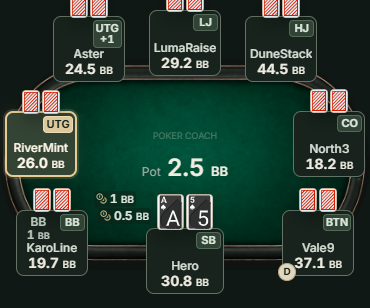 UTG
+1
Aster
24.5 BB
LJ
LumaRaise
29.2 BB
HJ
DuneStack
44.5 BB
UTG
RiverMint
26.0 BB
POKER COACH
Pot 2.5 BB
CO
North3
18.2 BB
BB
1 BB
BB
KaroLine
19.7 BB
1 BB
0.5 BB
A
A
5
5
SB
Hero
30.8 BB
BTN
Vale9
D
37.1 BB